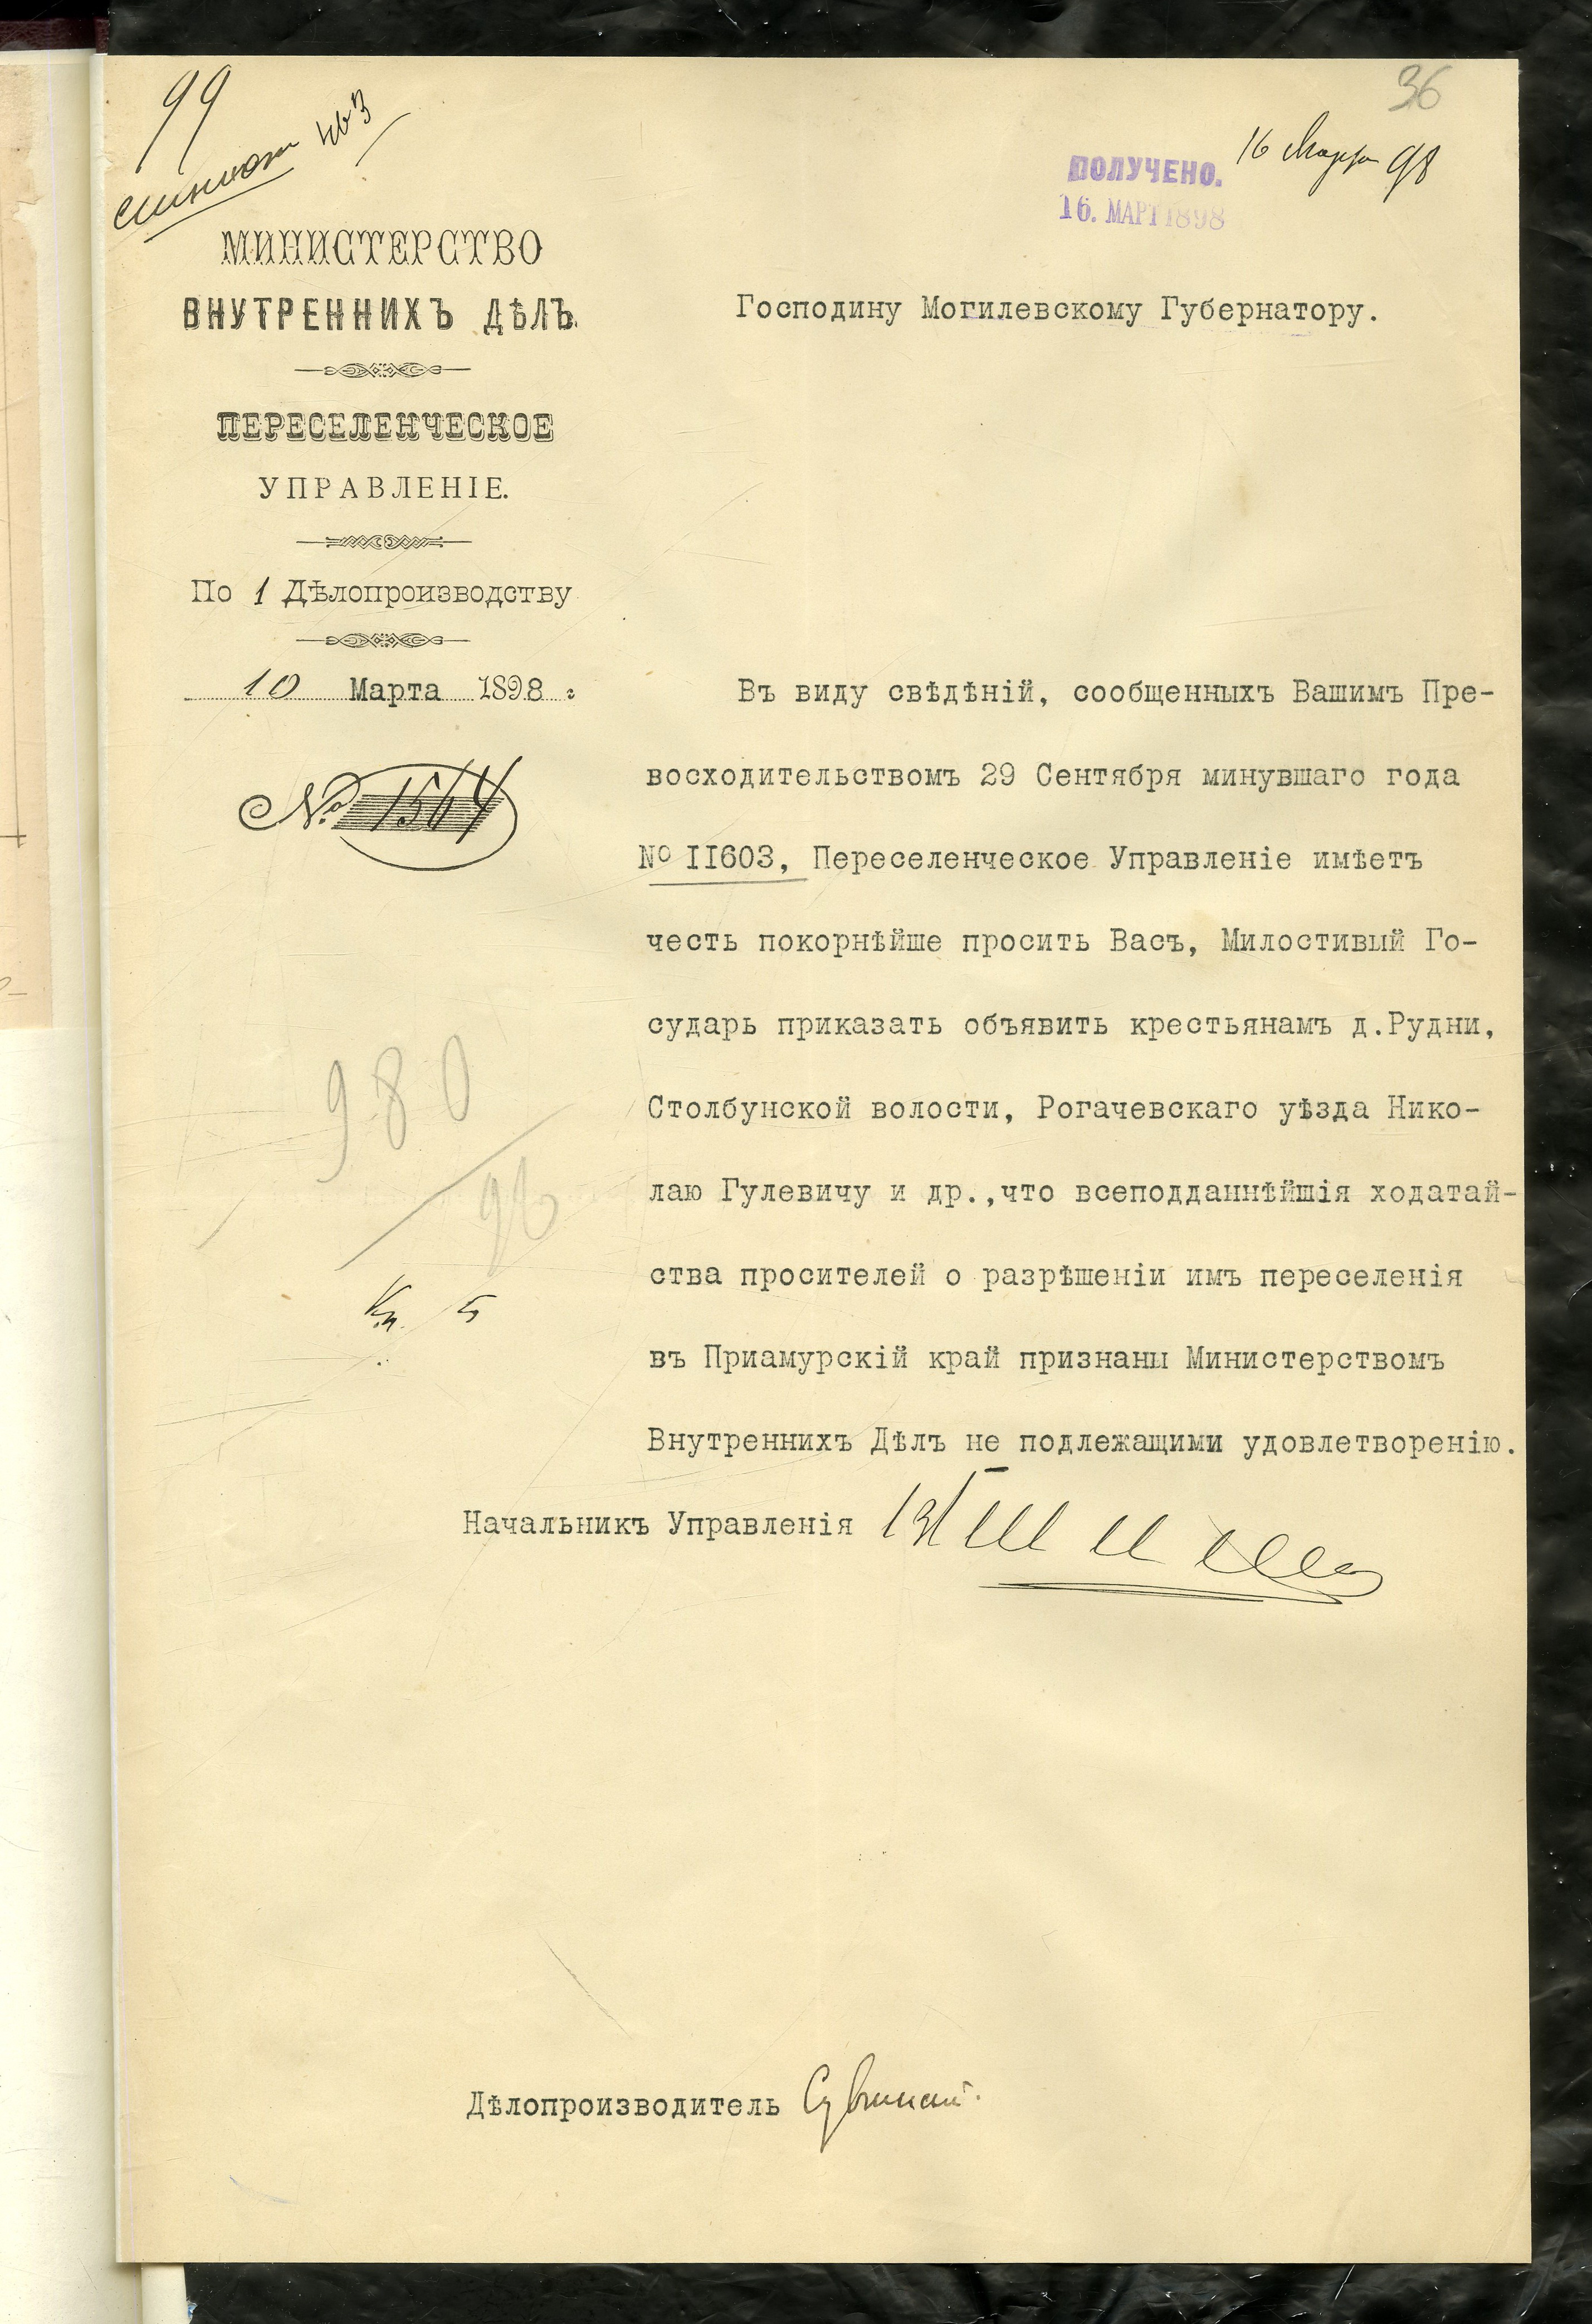 99
36
16 Марта 98
ПОЛУЧЕНО.
16. МАРТ 1898
МИНИСТЕРСТВО
ВНУТРЕННИХЪ ДѢЛЪ.
ПЕРЕСЕЛЕНЧЕСКОЕ
УПРАВЛЕНІЕ.
По 1 Дѣлопроизводству
10 Марта 1898 г.
№ 1564
Господину Могилевскому Губернатору.
Въ виду свѣдѣній, сообщенныхъ Вашимъ Пре-
восходительствомъ 29 Сентября минувшаго года
№ II603, Переселенческое Управленіе имѣетъ
честь покорнѣйше просить Васъ, Милостивый Го-
сударь приказать объявить крестьянамъ д.Рудни,
Столбунской волости, Рогачевскаго уѣзда Нико-
лаю Гулевичу и др.,что всеподданнѣйшія ходатай-
ства просителей о разрѣшеніи имъ переселенія
въ Приамурскій край признаны Министерствомъ
Внутреннихъ Дѣлъ не подлежащими удовлетворенію.
980
96
Начальникъ Управленія
Дѣлопроизводитель